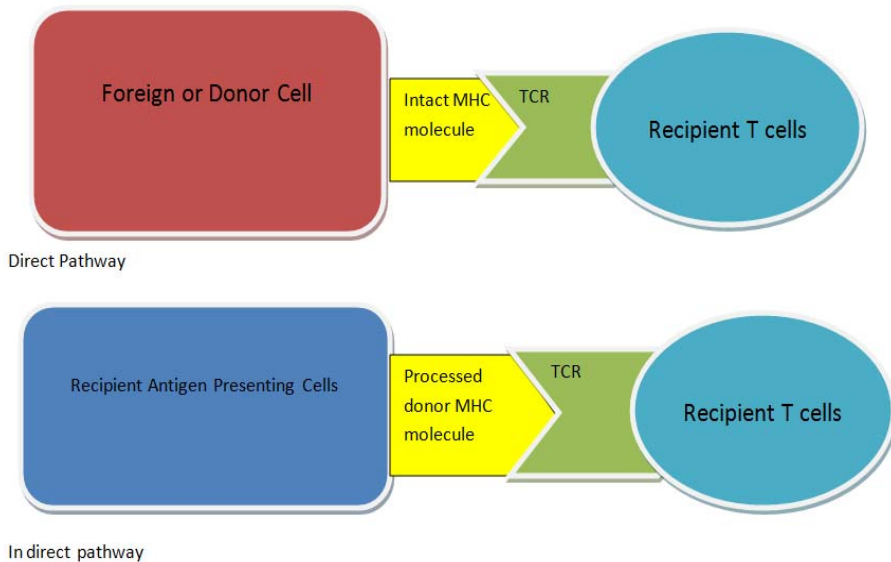 Foreign or Donor Cell
Intact MHC
molecule
TCR
Recipient T cells
Direct Pathway
Recipient Antigen Presenting Cells
Processed
donor MHC
molecule
TCR
Recipient T cells
In direct pathway